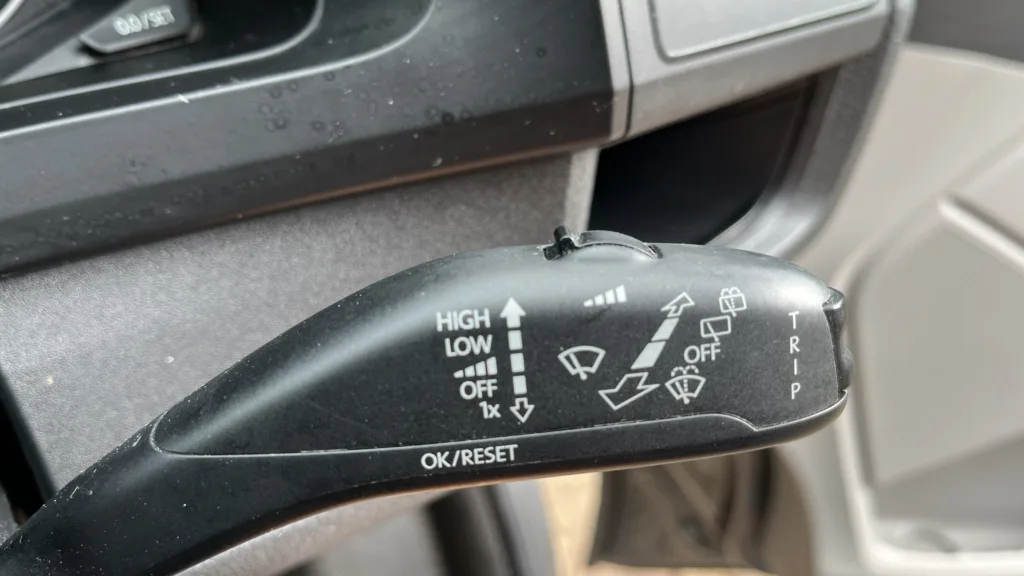 0.0/SET
HIGH
LOW
OFF
1x
OFF
TRIP
OK/RESET